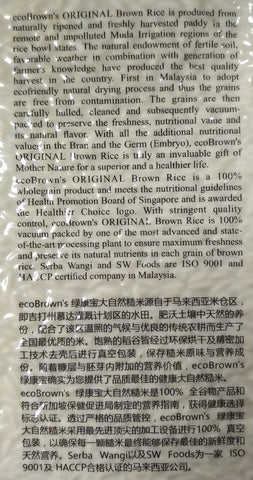 ecoBrown's ORIGINAL Brown Rice is produced from
naturally ripened and freshly harvested paddy in the
remote and unpolluted Muda Irrigation regions of the
rice bowl states. The natural endowment of fertile soil,
favorable weather in combination with generation of
farmer's knowledge have produced the best quality
harvest in the country. First in Malaysia to adopt
ecofriendly natural drying process and thus the grains
are free from contamination. The grains are then
carefully hulled, cleaned and subsequently vacuum-
packed to preserve the freshness, nutritional value and
its natural flavor. With all the additional nutritional
value in the Bran and the Germ (Embryo), ecoBrown's
ORIGINAL Brown Rice is truly an invaluable gift of
Mother Nature for a superior and a healthier life.
ecoBrown's ORIGINAL Brown Rice is a 100%
wholegrain product and meets the nutritional guidelines
of Health Promotion Board of Singapore and is awarded
the Healthier Choice logo. With stringent quality
control, ecoBrown's ORIGINAL Brown Rice is 100%
vacuum packed by one of the most advanced and state-
of-the-art processing plant to ensure maximum freshness
and preserve its natural nutrients in each grain of brown
rice. Serba Wangi and SW Foods are ISO 9001 and
HACCP certified company in Malaysia.
ecoBrown's 绿康宝大自然糙米源自于马来西亚米仓区，
即吉打州慕达溉计划区的水田。肥沃土壤中天然的养
份，配合了该区温照的气候与优良的传统农耕而生产了
全国最优质的米。饱熟的稻谷皆经过环保烘干及精密加
工技术去壳后进行真空包装，保存糙米原味与营养成
份。随着糠层与胚芽内附加的营养价值，ecoBrown's
绿康宝确实为您提供了品质最佳的健康大自然糙米。
ecoBrown's 绿康宝大自然糙米是100% 全谷物产品和
符合新加坡保健促进局制定的营养指南，获得健康选择
标志认证。透过严格的品质管控，ecoBrown's 绿康宝
大自然糙米采用最先进顶尖的加工设备进行100% 真空
包装，以确保每一颗糙米最终能够保存最佳的新鲜度和
天然营养。Serba Wangi以及SW Foods为一家 ISO
9001及 HACCP合格认证的马来西亚公司。